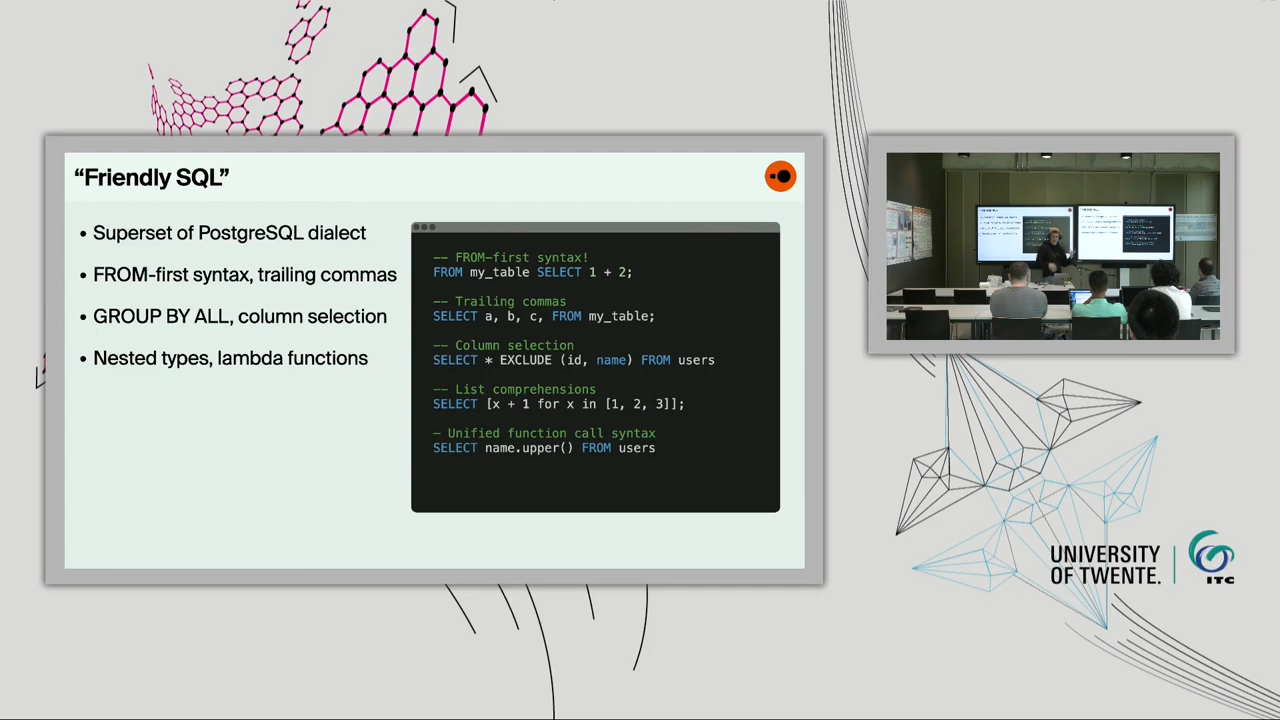 “Friendly SQL”
• Superset of PostgreSQL dialect
• FROM-first syntax, trailing commas
• GROUP BY ALL, column selection
• Nested types, lambda functions
-- FROM-first syntax!
FROM my_table SELECT 1 + 2;
-- Trailing commas
SELECT a, b, c, FROM my_table;
-- Column selection
SELECT * EXCLUDE (id, name) FROM users
-- List comprehensions
SELECT [x + 1 for x in [1, 2, 3]];
— Unified function call syntax
SELECT name.upper() FROM users
UNIVERSITY
OF TWENTE.
ITC